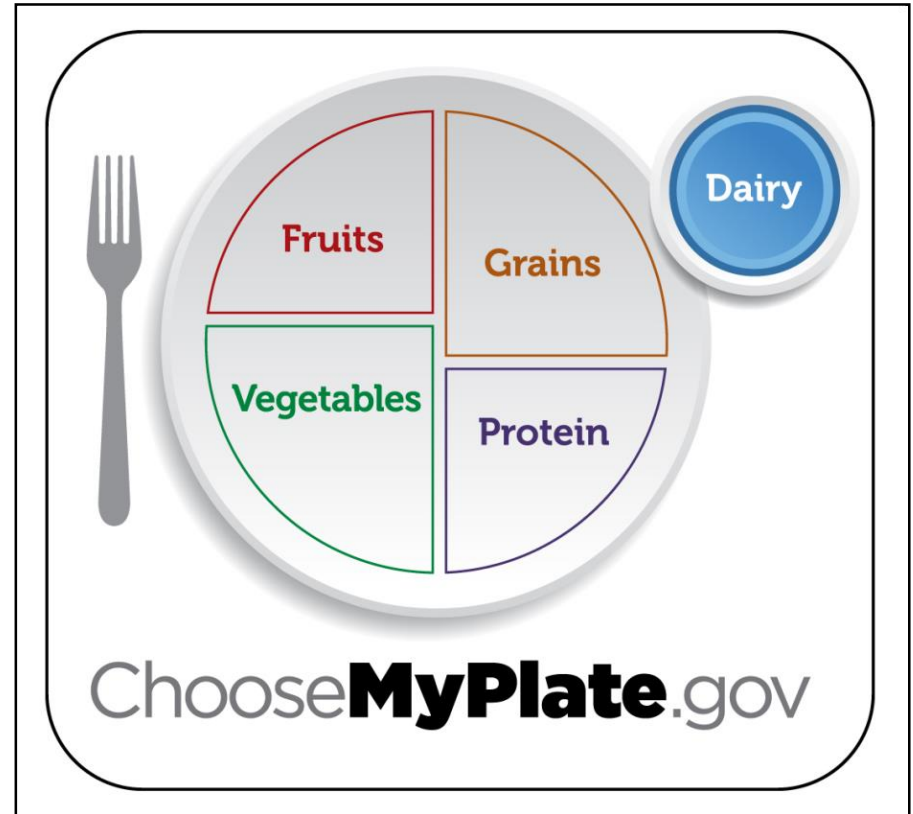 Fruits
Grains
Dairy
Vegetables
Protein
ChooseMyPlate.gov